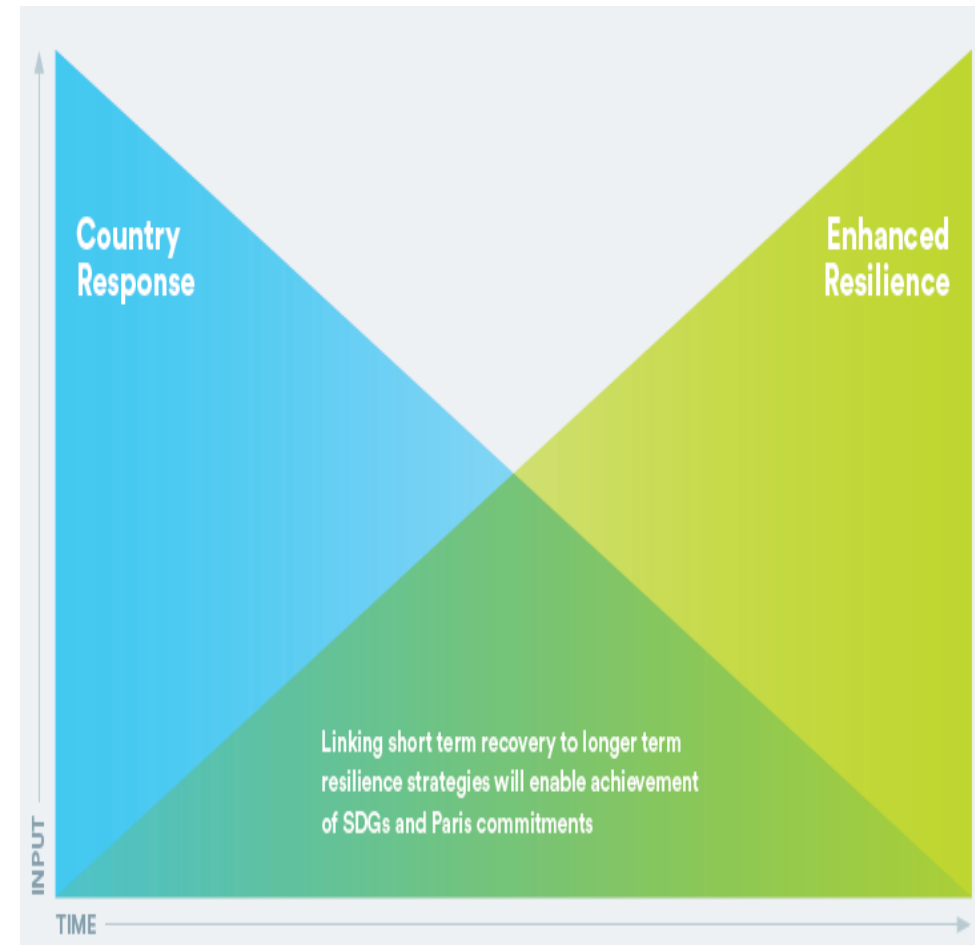 Country
Response
Enhanced
Resilience
Linking short term recovery to longer term
resilience strategies will enable achievement
of SDGs and Paris commitments
INPUT
TIME